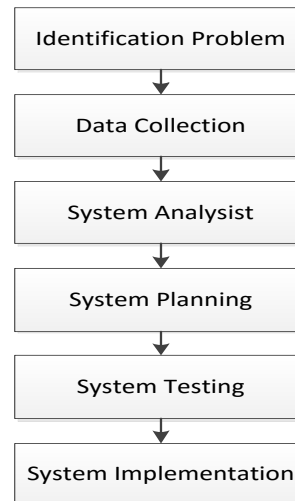 Identification Problem
Data Collection
System Analysist
System Planning
System Testing
System Implementation